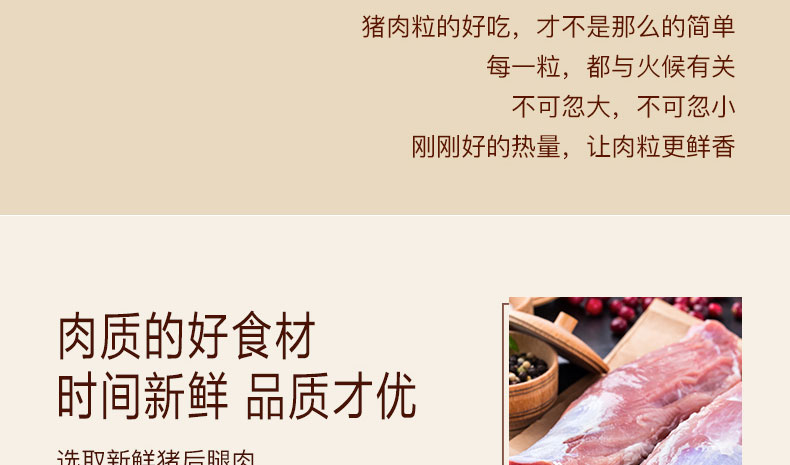 猪肉粒的好吃，才不是那么的简单
每一粒，都与火候有关
不可忽大，不可忽小
刚刚好的热量，让肉粒更鲜香
肉质的好食材
时间新鲜 品质才优
选取新鲜猪后腿肉